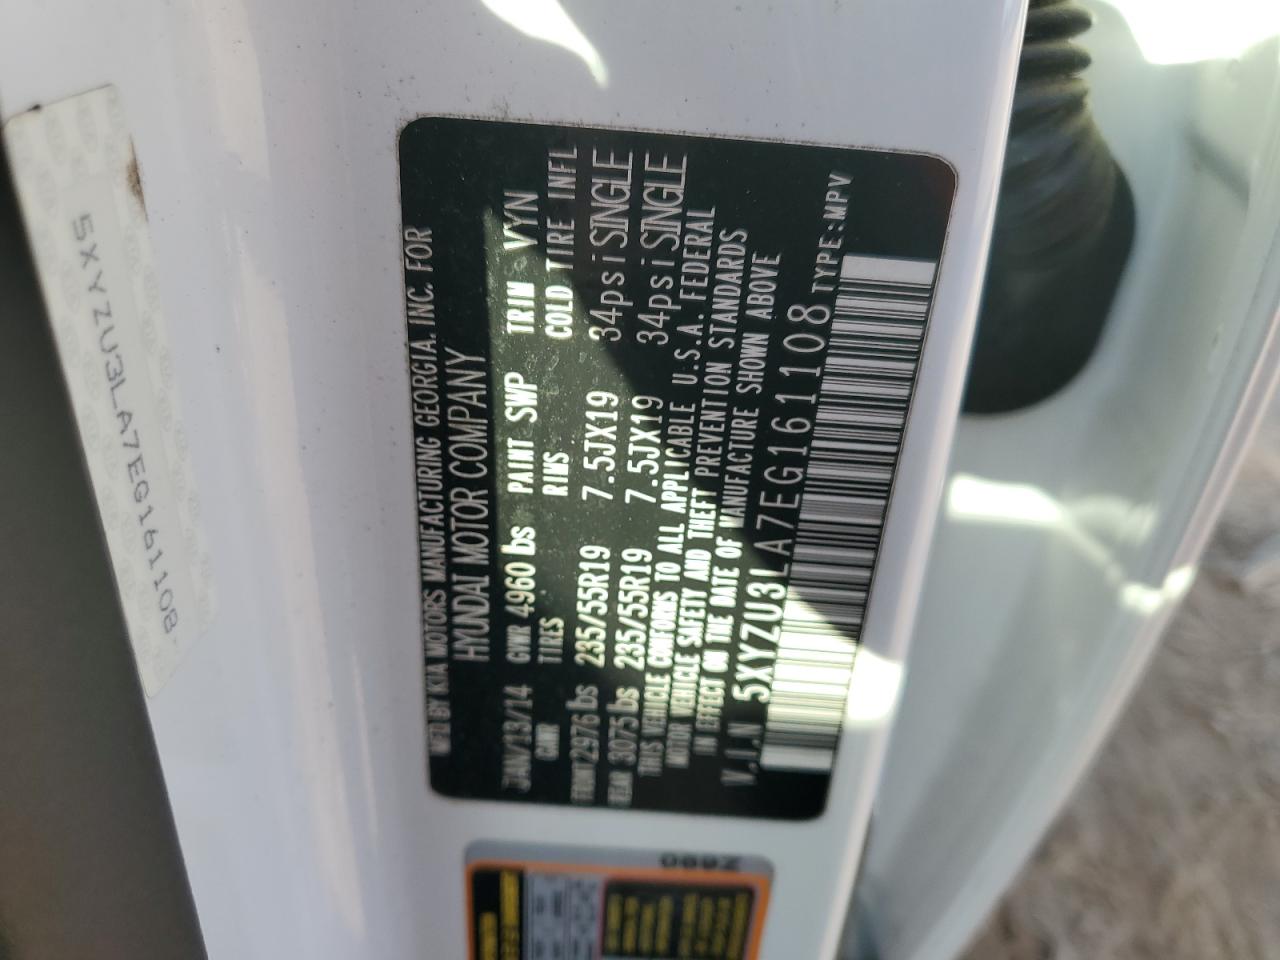 5XYZU3LA7EG161108
MFD BY KIA MOTORS MANUFACTURING GEORGIA. INC. FOR
HYUNDAI MOTOR COMPANY
JAN/13/14 GVWR 4960 lbs PAINT SWP TRIM VYN
GAWR TIRES RIMS COLD TIRE INFL
FRONT 2976 lbs 235/55R19 7.5JX19 34psi SINGLE
REAR 3075 lbs 235/55R19 7.5JX19 34psi SINGLE
THIS VEHICLE CONFORMS TO ALL APPLICABLE U.S.A. FEDERAL
MOTOR VEHICLE SAFETY AND THEFT PREVENTION STANDARDS
IN EFFECT ON THE DATE OF MANUFACTURE SHOWN ABOVE
V.I.N 5XYZU3LA7EG161108 TYPE:MPV